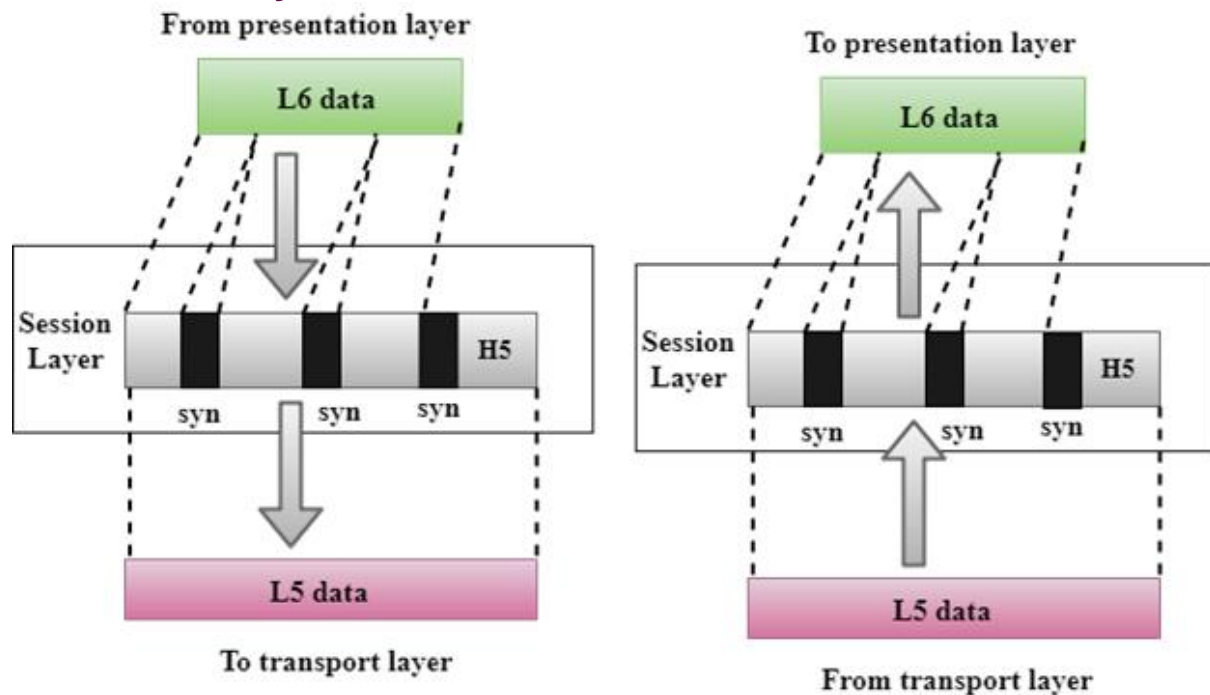 From presentation layer
L6 data
Session
Layer
H5
syn
syn
syn
L5 data
To transport layer
To presentation layer
L6 data
Session
Layer
H5
syn
syn
syn
L5 data
From transport layer